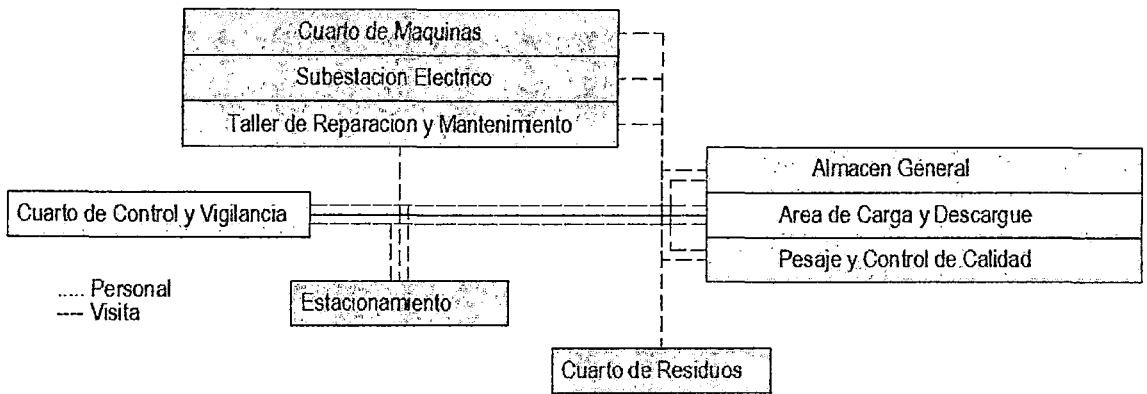 Cuarto de Maquinas
Subestacion Electrico
Taller de Reparacion y Mantenimiento
Almacen General
Cuarto de Control y Vigilancia
Area de Carga y Descargue
Pesaje y Control de Calidad
..... Personal
--- Visita
Estacionamiento
Cuarto de Residuos